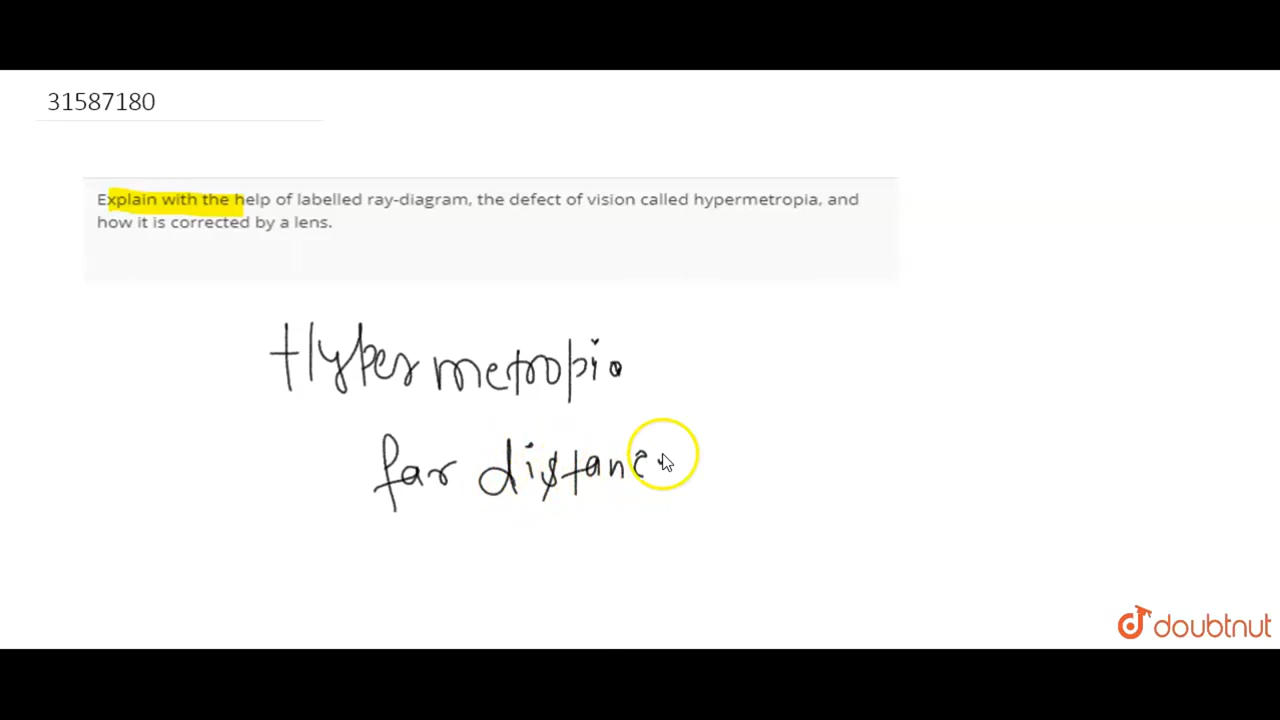 31587180
Explain with the help of labelled ray-diagram, the defect of vision called hypermetropia, and
how it is corrected by a lens.
Hypermetropia
far distance
doubtnut